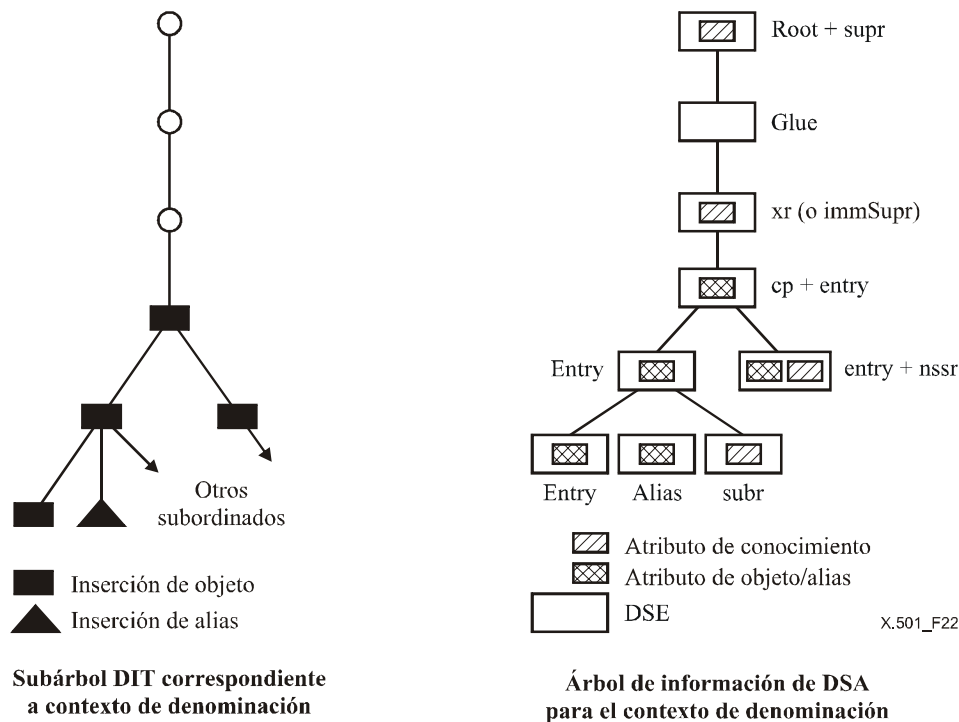 Root + supr
Glue
xr (o immSupr)
cp + entry
Entry
entry + nssr
Entry
Alias
subr
Otros
subordinados
Inserción de objeto
Inserción de alias
Atributo de conocimiento
Atributo de objeto/alias
DSE
X.501_F22
Subárbol DIT correspondiente
a contexto de denominación
Árbol de información de DSA
para el contexto de denominación